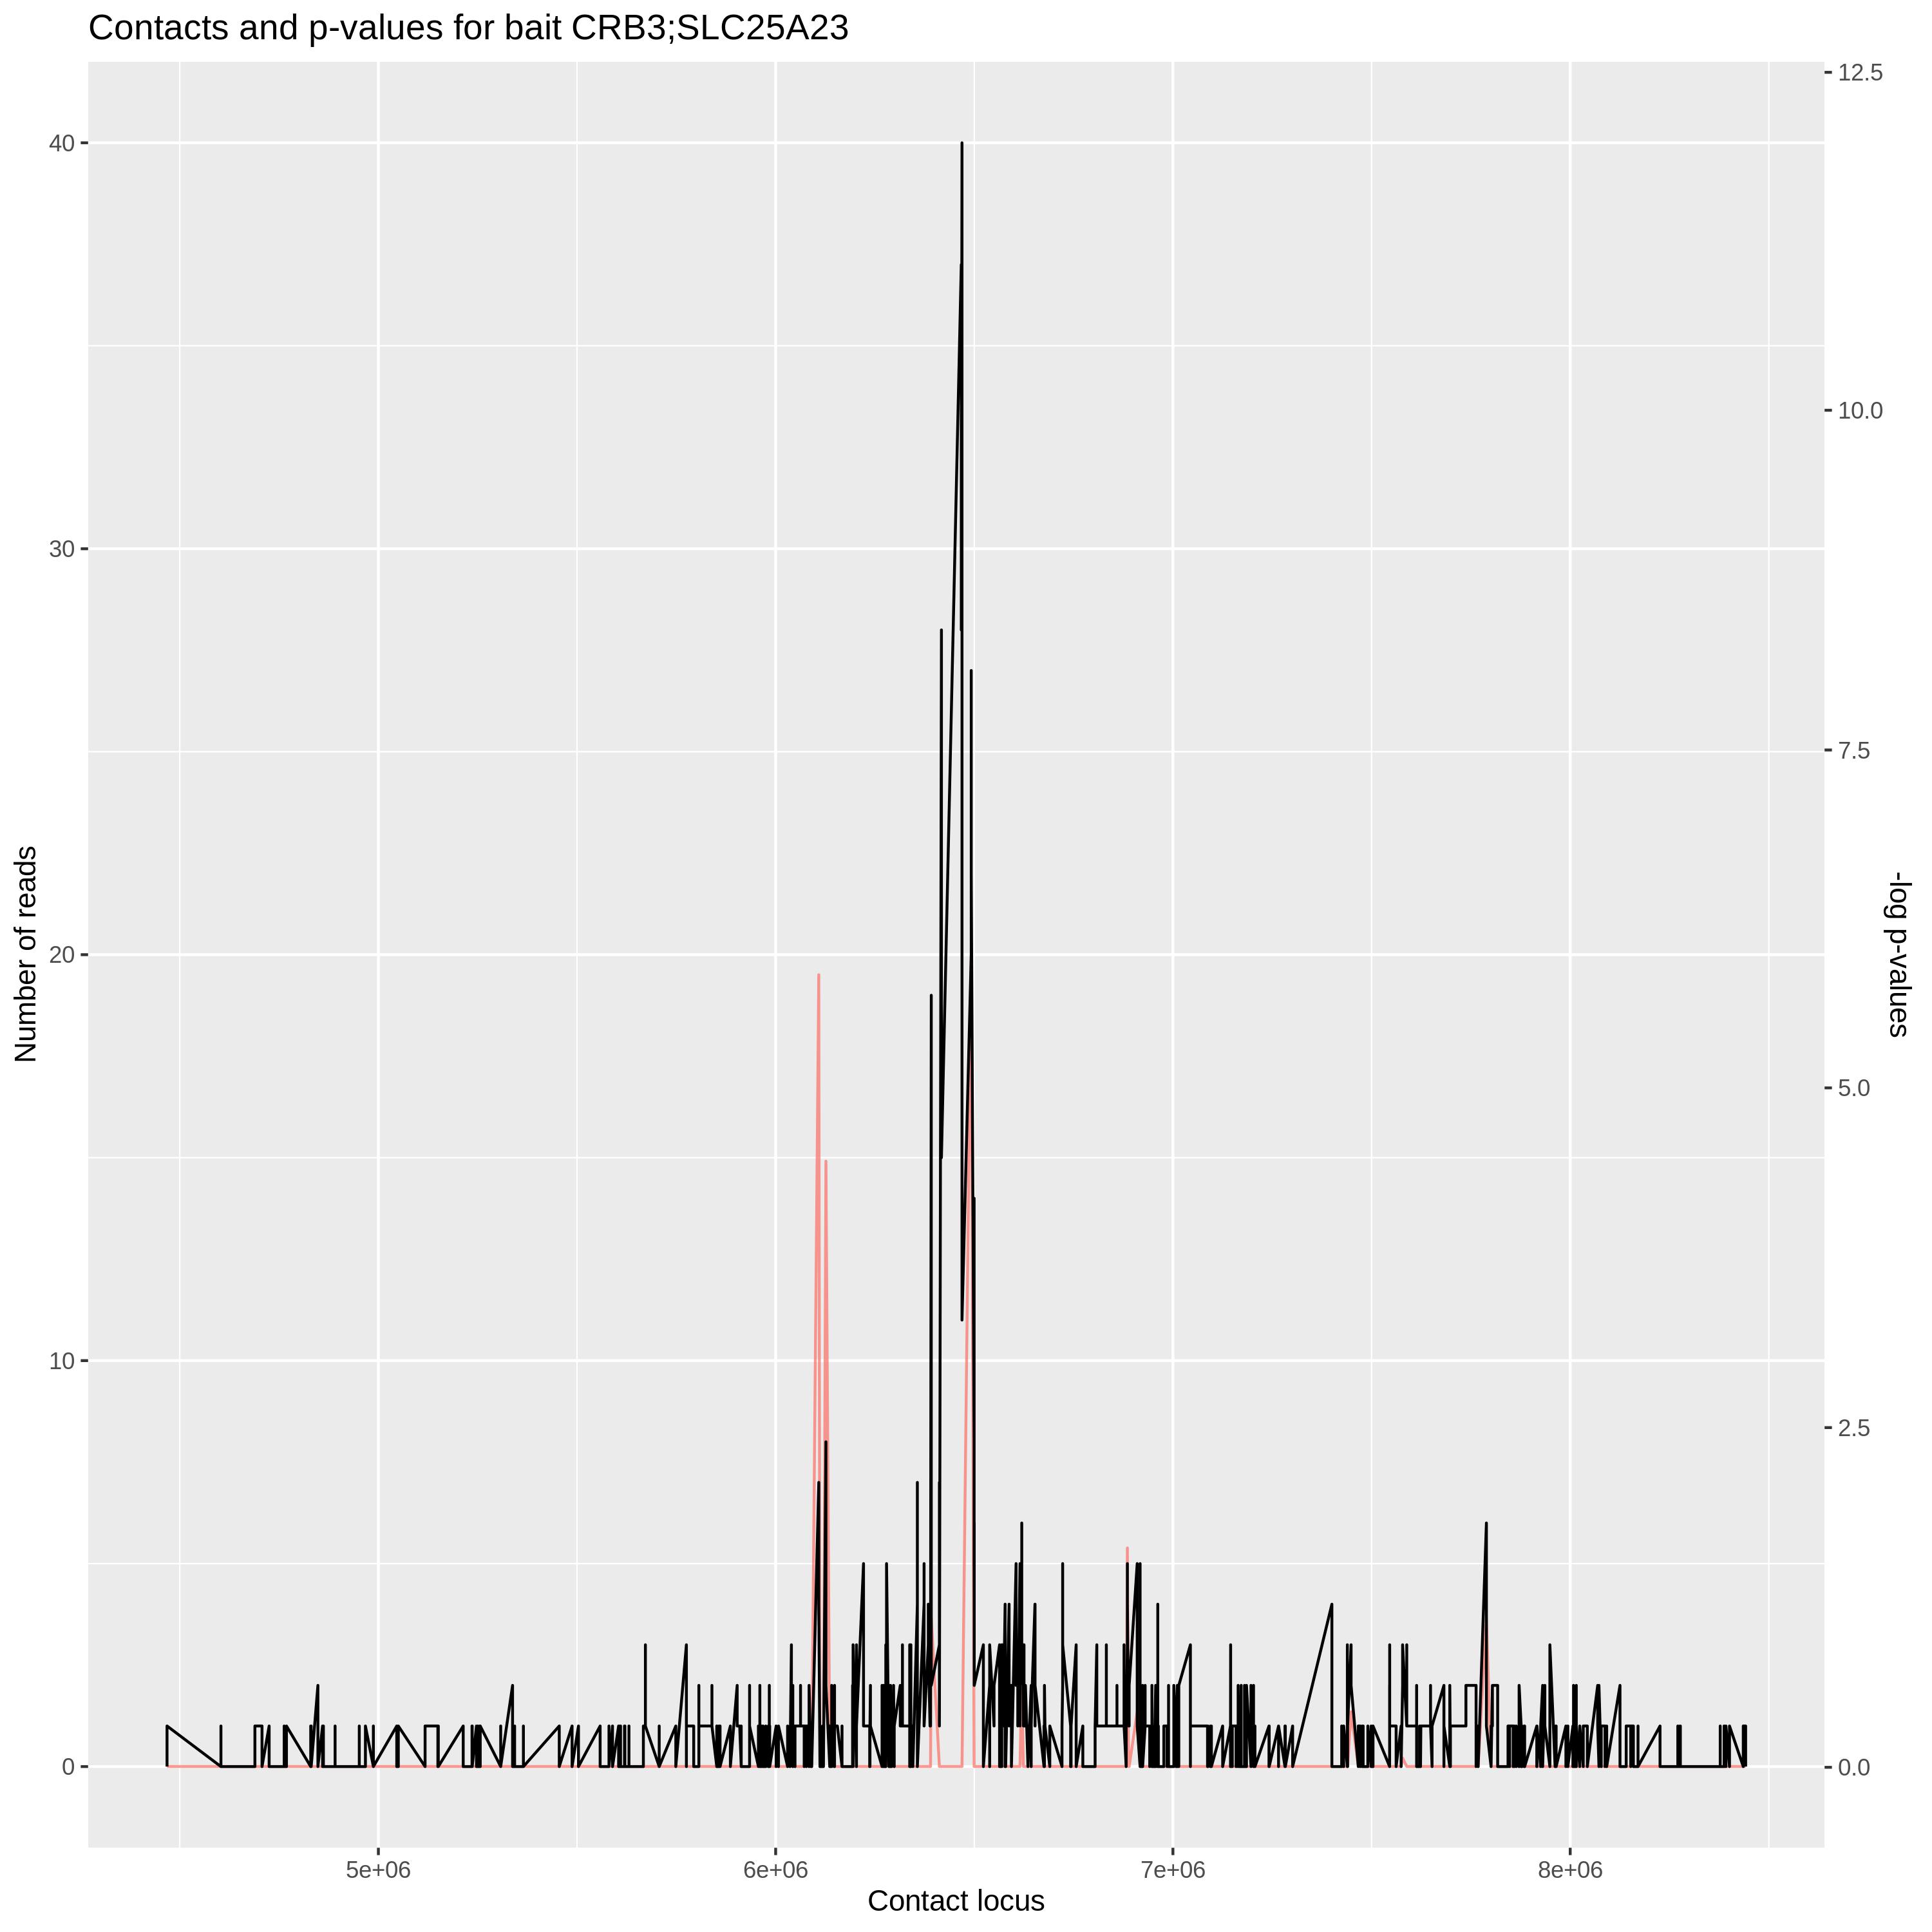 Contacts and p-values for bait CRB3;SLC25A23
40
30
20
10
0
Number of reads
12.5
10.0
7.5
5.0
2.5
0.0
-log p-values
5e+06 6e+06 7e+06 8e+06
Contact locus